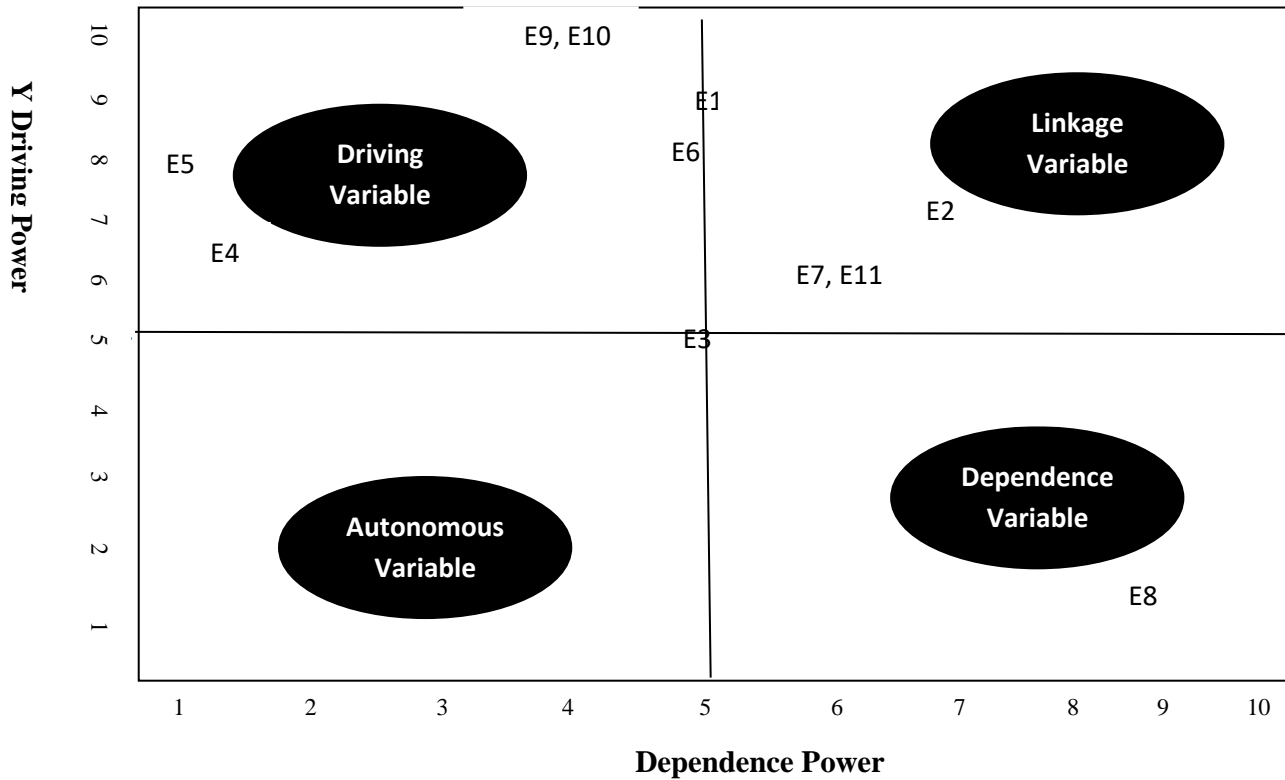 Y Driving Power
10
9
8
7
6
5
4
3
2
1
E9, E10
E1
E6
E5
E4
Driving
Variable
Linkage
Variable
E2
E7, E11
E3
Autonomous
Variable
Dependence
Variable
E8
1 2 3 4 5 6 7 8 9 10
Dependence Power